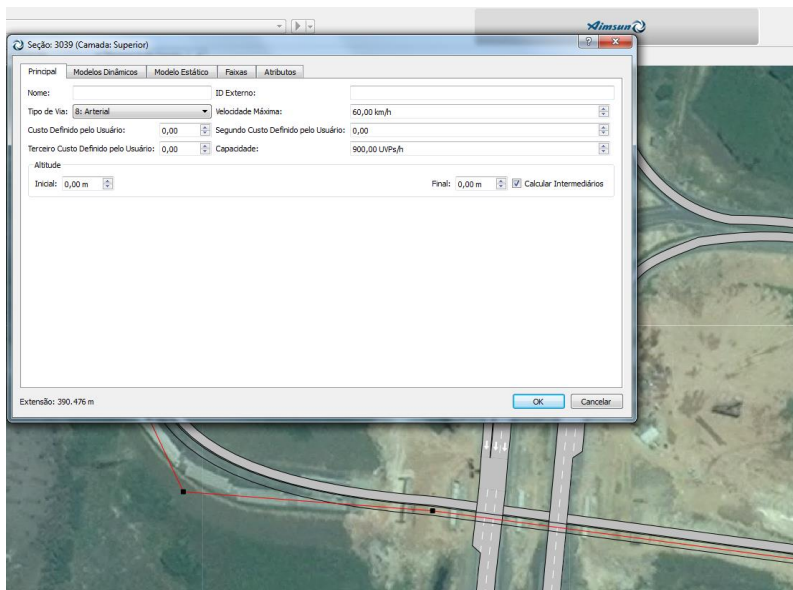 Aimsun
Seção: 3039 (Camada: Superior)
Principal Modelos Dinâmicos Modelo Estático Faixas Atributos
Nome: ID Externo:
Tipo de Via: 8: Arterial Velocidade Máxima: 60,00 km/h
Custo Definido pelo Usuário: 0,00 Segundo Custo Definido pelo Usuário: 0,00
Terceiro Custo Definido pelo Usuário: 0,00 Capacidade: 900,00 UVPs/h
Altitude
Inicial: 0,00 m Final: 0,00 m Calcular Intermediários
Extensão: 390.476 m OK Cancelar